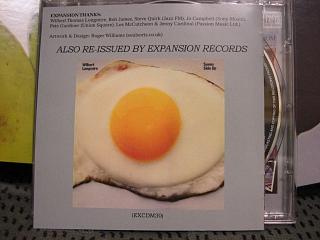 EXPANSION THANKS:
Wilbert Thomas Longmire, Bob James, Steve Quirk (Jazz FM), Jo Campbell (Sony Music),
Pete Gardiner (Union Square), Les McCutcheon & Jenny Cardinal (Passion Music Ltd).
Artwork & Design: Roger Williams
ALSO RE-ISSUED BY EXPANSION RECORDS
Wilbert
Longmire
Sunny
Side Up
(EXCDM30)